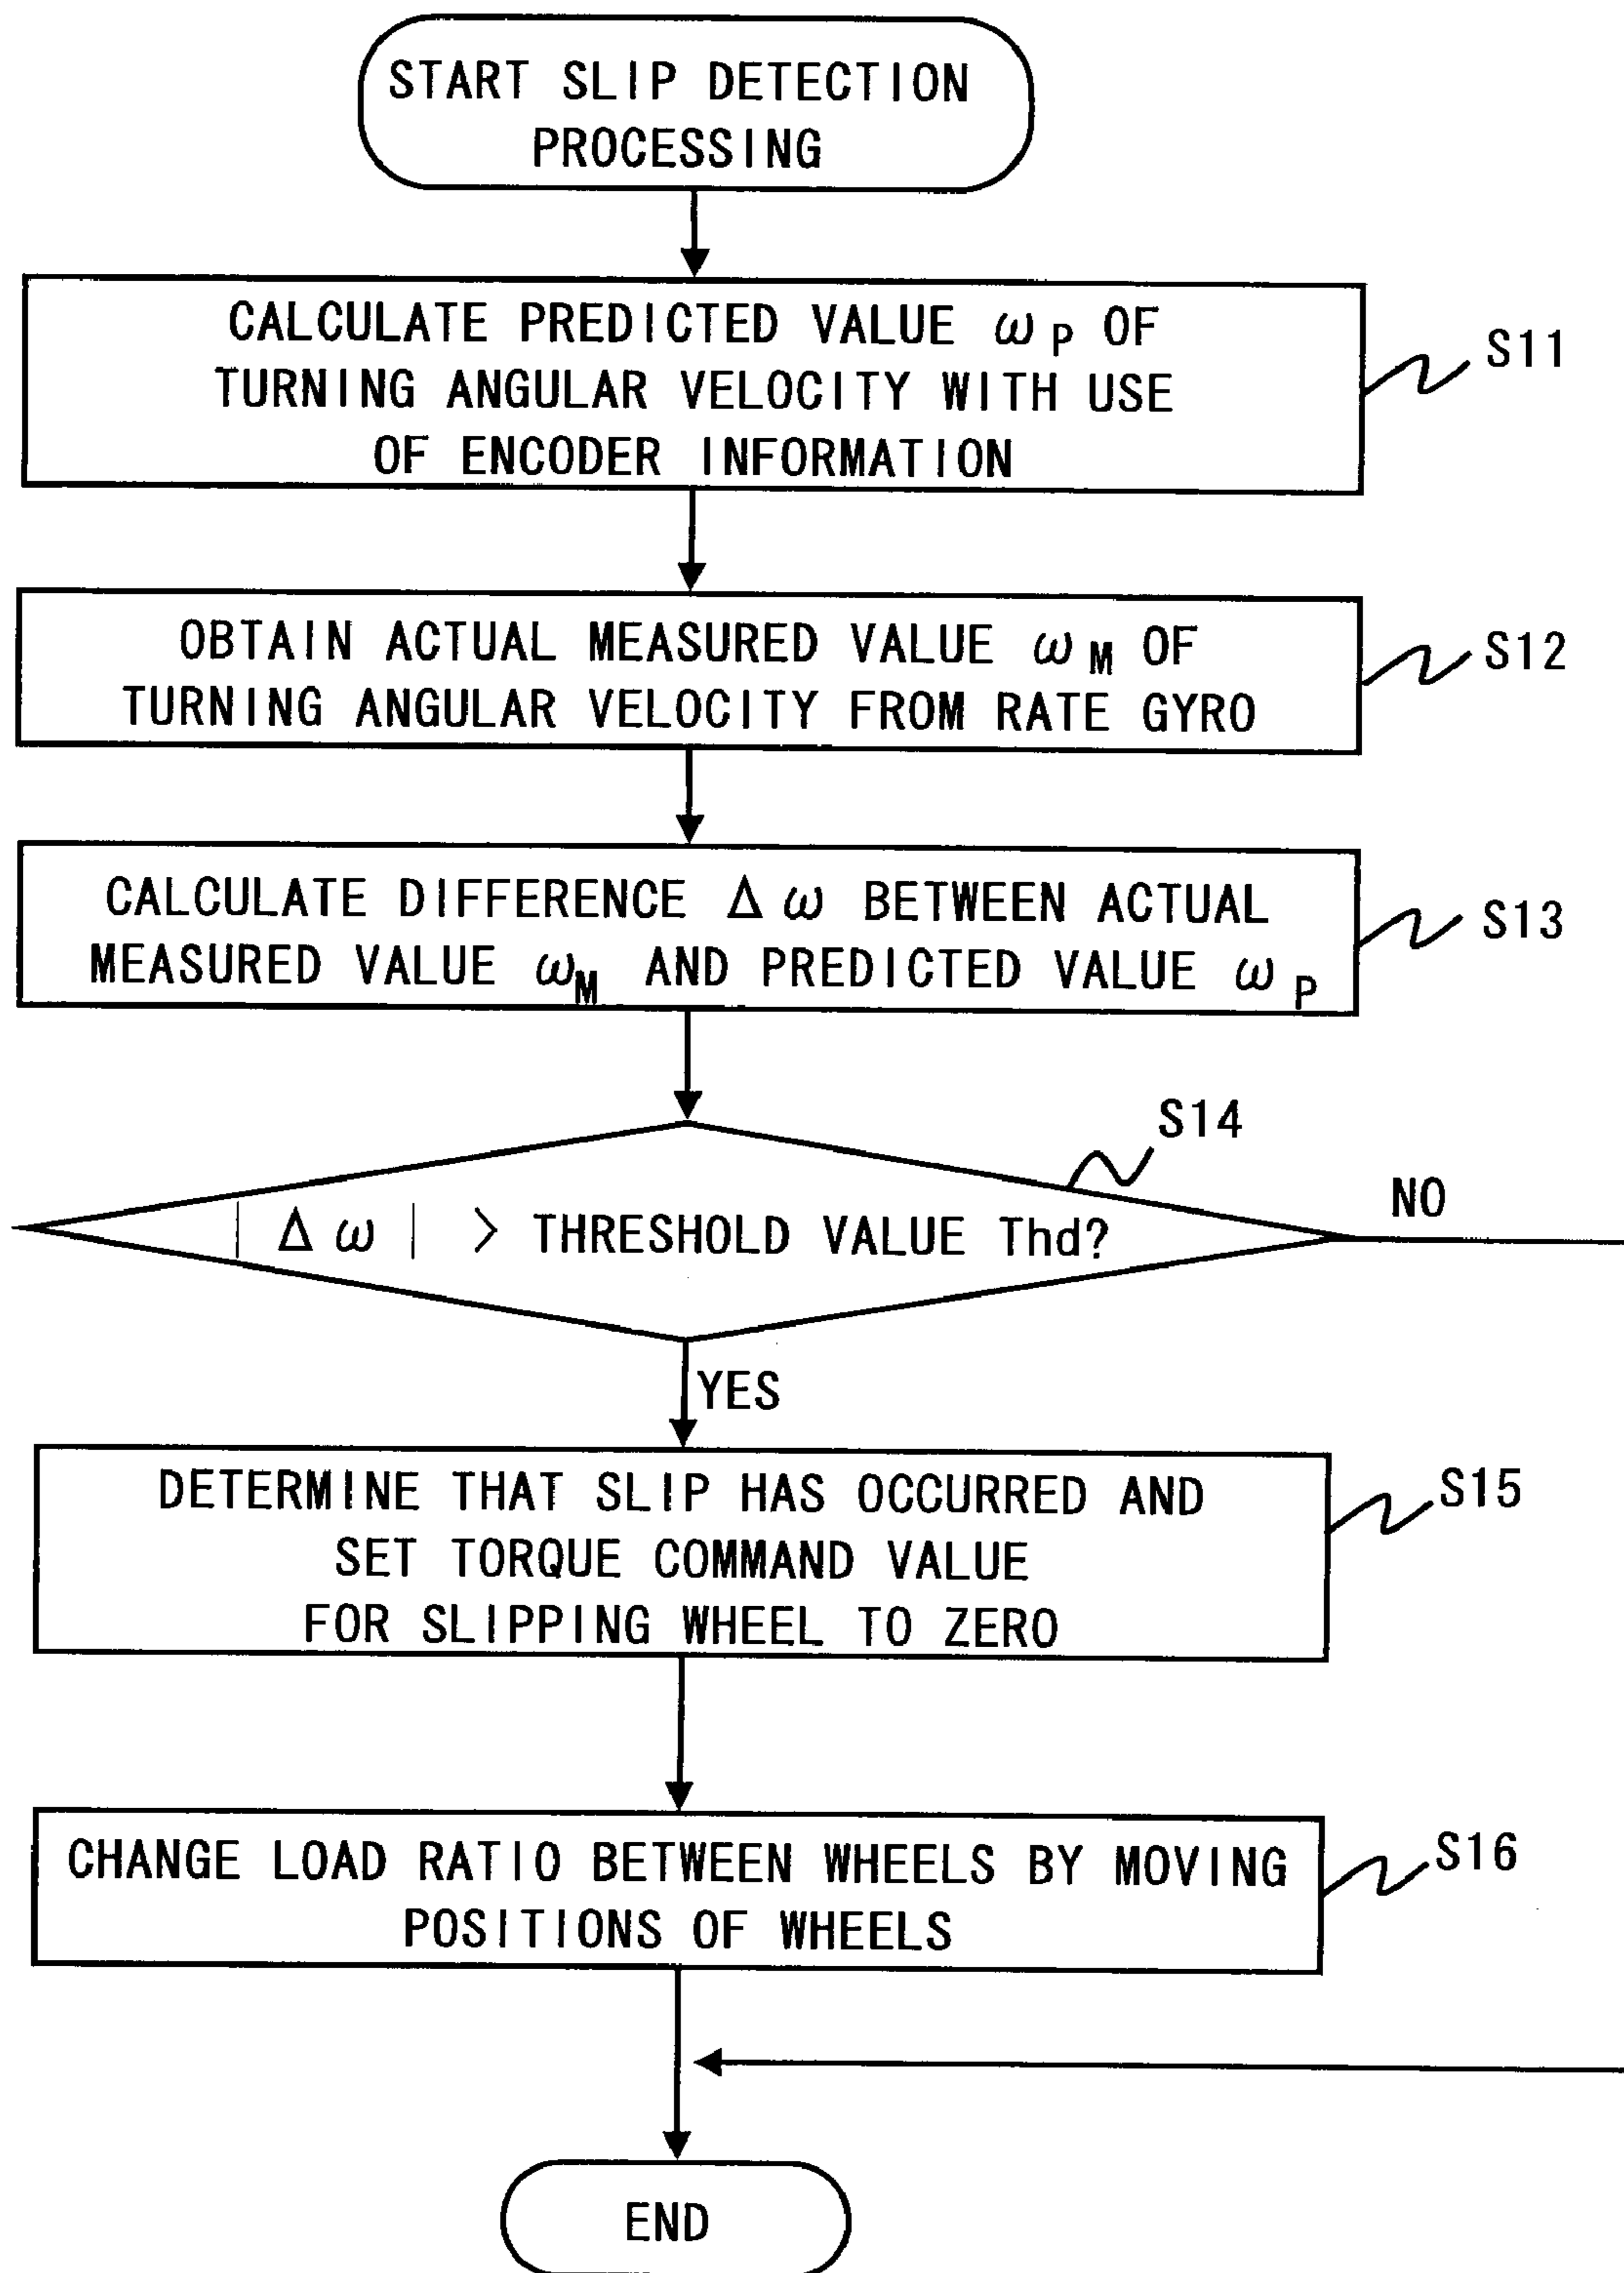 START SLIP DETECTION
PROCESSING
CALCULATE PREDICTED VALUE ωP OF
TURNING ANGULAR VELOCITY WITH USE
OF ENCODER INFORMATION
S11
OBTAIN ACTUAL MEASURED VALUE ωM OF
TURNING ANGULAR VELOCITY FROM RATE GYRO
S12
CALCULATE DIFFERENCE Δω BETWEEN ACTUAL
MEASURED VALUE ωM AND PREDICTED VALUE ωP
S13
S14
|Δω| > THRESHOLD VALUE Thd?
NO
YES
DETERMINE THAT SLIP HAS OCCURRED AND
SET TORQUE COMMAND VALUE
FOR SLIPPING WHEEL TO ZERO
S15
CHANGE LOAD RATIO BETWEEN WHEELS BY MOVING
POSITIONS OF WHEELS
S16
END